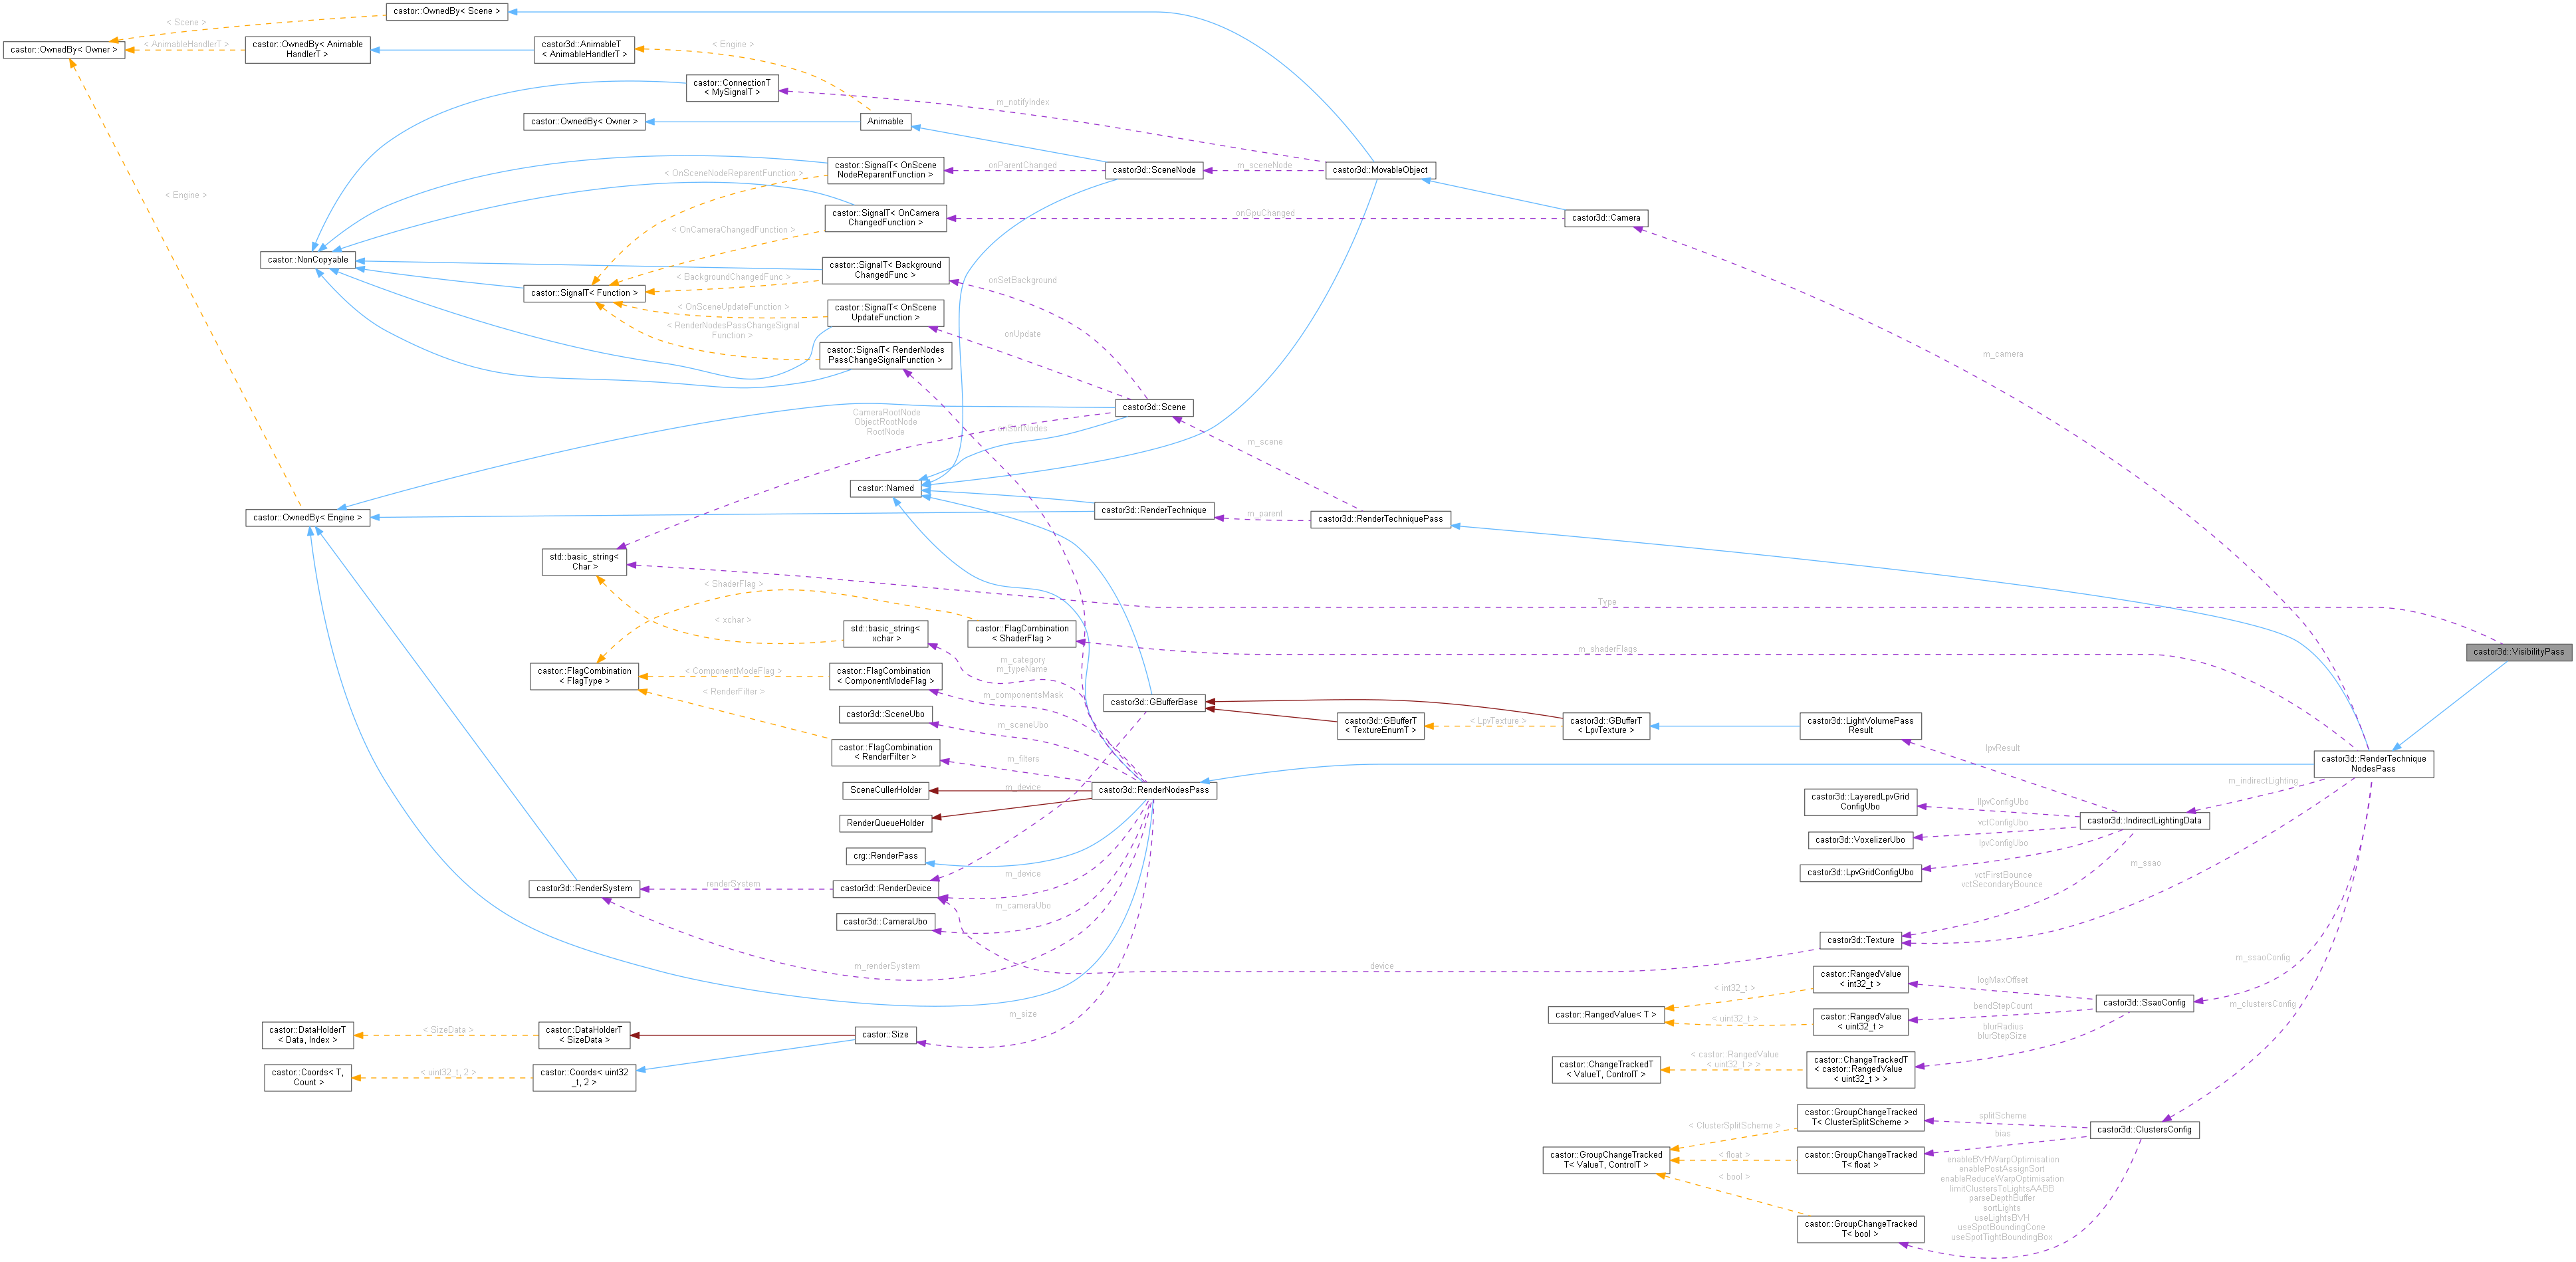 castor::OwnedBy< Scene >
< Scene >
castor::OwnedBy< Owner >
< AnimableHandlerT >
castor::OwnedBy< Animable
HandlerT >
castor3d::AnimableT
< AnimableHandlerT >
< Engine >
castor::ConnectionT
< MySignalT >
m_notifyIndex
castor::OwnedBy< Owner >
Animable
castor::SignalT< OnScene
NodeReparentFunction >
onParentChanged
castor3d::SceneNode
m_sceneNode
castor3d::MovableObject
< OnSceneNodeReparentFunction >
< Engine >
castor::SignalT< OnCamera
ChangedFunction >
onGpuChanged
castor3d::Camera
< OnCameraChangedFunction >
castor::NonCopyable
castor::SignalT< Background
ChangedFunc >
< BackgroundChangedFunc >
onSetBackground
castor::SignalT< Function >
< OnSceneUpdateFunction >
castor::SignalT< OnScene
UpdateFunction >
< RenderNodesPassChangeSignal
Function >
onUpdate
castor::SignalT< RenderNodes
PassChangeSignalFunction >
m_camera
castor3d::Scene
CameraRootNode
ObjectRootNode
RootNode
onSortNodes
m_scene
castor::Named
castor::OwnedBy< Engine >
castor3d::RenderTechnique
m_parent
castor3d::RenderTechniquePass
std::basic_string<
Char >
< ShaderFlag >
Type
< xchar >
std::basic_string<
xchar >
castor::FlagCombination
< ShaderFlag >
m_shaderFlags
castor3d::VisibilityPass
castor::FlagCombination
< FlagType >
< ComponentModeFlag >
castor::FlagCombination
< ComponentModeFlag >
m_category
m_typeName
< RenderFilter >
m_componentsMask
castor3d::GBufferBase
castor3d::SceneUbo
m_sceneUbo
castor3d::GBufferT
< TextureEnumT >
< LpvTexture >
castor3d::GBufferT
< LpvTexture >
castor3d::LightVolumePass
Result
castor::FlagCombination
< RenderFilter >
m_filters
lpvResult
castor3d::RenderTechnique
NodesPass
m_device
SceneCullerHolder
castor3d::RenderNodesPass
m_indirectLighting
castor3d::LayeredLpvGrid
ConfigUbo
llpvConfigUbo
RenderQueueHolder
vctConfigUbo
castor3d::IndirectLightingData
castor3d::VoxelizerUbo
lpvConfigUbo
crg::RenderPass
m_ssao
castor3d::LpvGridConfigUbo
m_device
vctFirstBounce
vctSecondaryBounce
castor3d::RenderSystem
renderSystem
castor3d::RenderDevice
m_cameraUbo
castor3d::CameraUbo
castor3d::Texture
m_renderSystem
device
m_ssaoConfig
castor::RangedValue
< int32_t >
logMaxOffset
< int32_t >
castor3d::SsaoConfig
m_clustersConfig
m_size
castor::RangedValue< T >
< uint32_t >
castor::RangedValue
< uint32_t >
bendStepCount
castor::DataHolderT
< Data, Index >
< SizeData >
castor::DataHolderT
< SizeData >
castor::Size
blurRadius
blurStepSize
castor::Coords< T,
Count >
< uint32_t, 2 >
castor::Coords< uint32
_t, 2 >
castor::ChangeTrackedT
< ValueT, ControlT >
< castor::RangedValue
< uint32_t > >
castor::ChangeTrackedT
< castor::RangedValue
< uint32_t > >
castor::GroupChangeTracked
T< ClusterSplitScheme >
splitScheme
< ClusterSplitScheme >
bias
castor3d::ClustersConfig
castor::GroupChangeTracked
T< ValueT, ControlT >
< float >
castor::GroupChangeTracked
T< float >
< bool >
enableBVHWarpOptimisation
enablePostAssignSort
enableReduceWarpOptimisation
limitClustersToLightsAABB
parseDepthBuffer
sortLights
useLightsBVH
useSpotBoundingCone
useSpotTightBoundingBox
castor::GroupChangeTracked
T< bool >